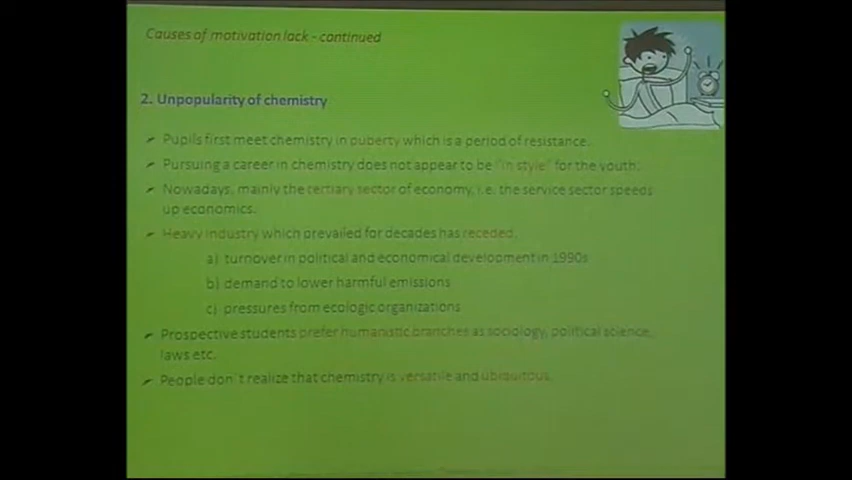 Causes of motivation lack - continued
2. Unpopularity of chemistry
Pupils first meet chemistry in puberty which is a period of resistance.
Pursuing a career in chemistry does not appear to be "in style" for the youth.
Nowadays, mainly the tertiary sector of economy, i.e. the service sector speeds
up economics.
Heavy industry which prevailed for decades has receded.
a) turnover in political and economical development in 1990s
b) demand to lower harmful emissions
c) pressures from ecologic organizations
Prospective students prefer humanistic branches as sociology, political science,
laws etc.
People don´t realize that chemistry is versatile and ubiquitous.